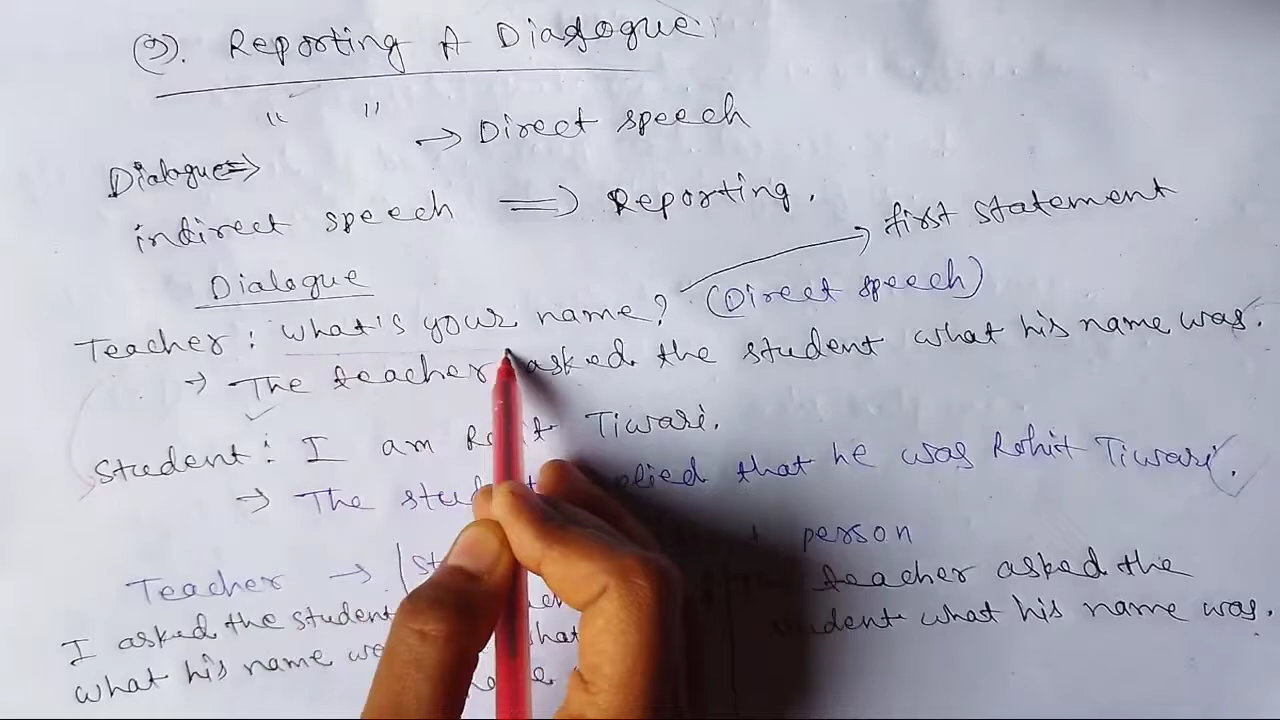 (9). Reporting A Dialogue:
" "
→ Direct speech
Dialogue⇒
indirect speech ⇒ Reporting.
→ first statement
Dialogue
Teacher : What's your name? (Direct speech)
→ The teacher asked the student what his name was.
Student : I am Tiwari.
→ The that he was Rohit Tiwari.
person
Teacher →
teacher asked the
I asked the student
student what his name was.
what his name